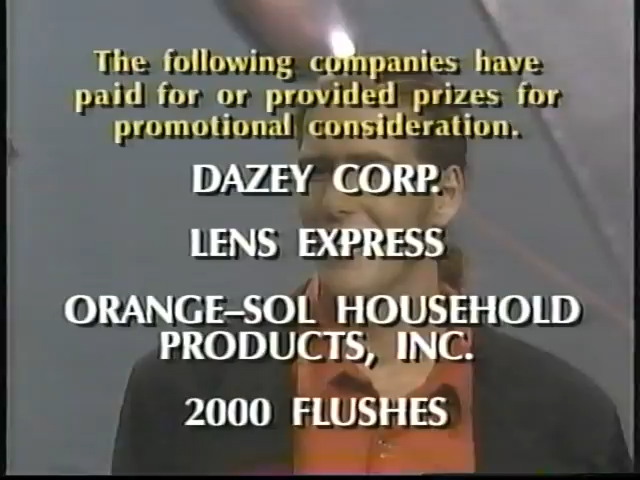 The following companies have
paid for or provided prizes for
promotional consideration.
DAZEY CORP.
LENS EXPRESS
ORANGE–SOL HOUSEHOLD
PRODUCTS, INC.
2000 FLUSHES